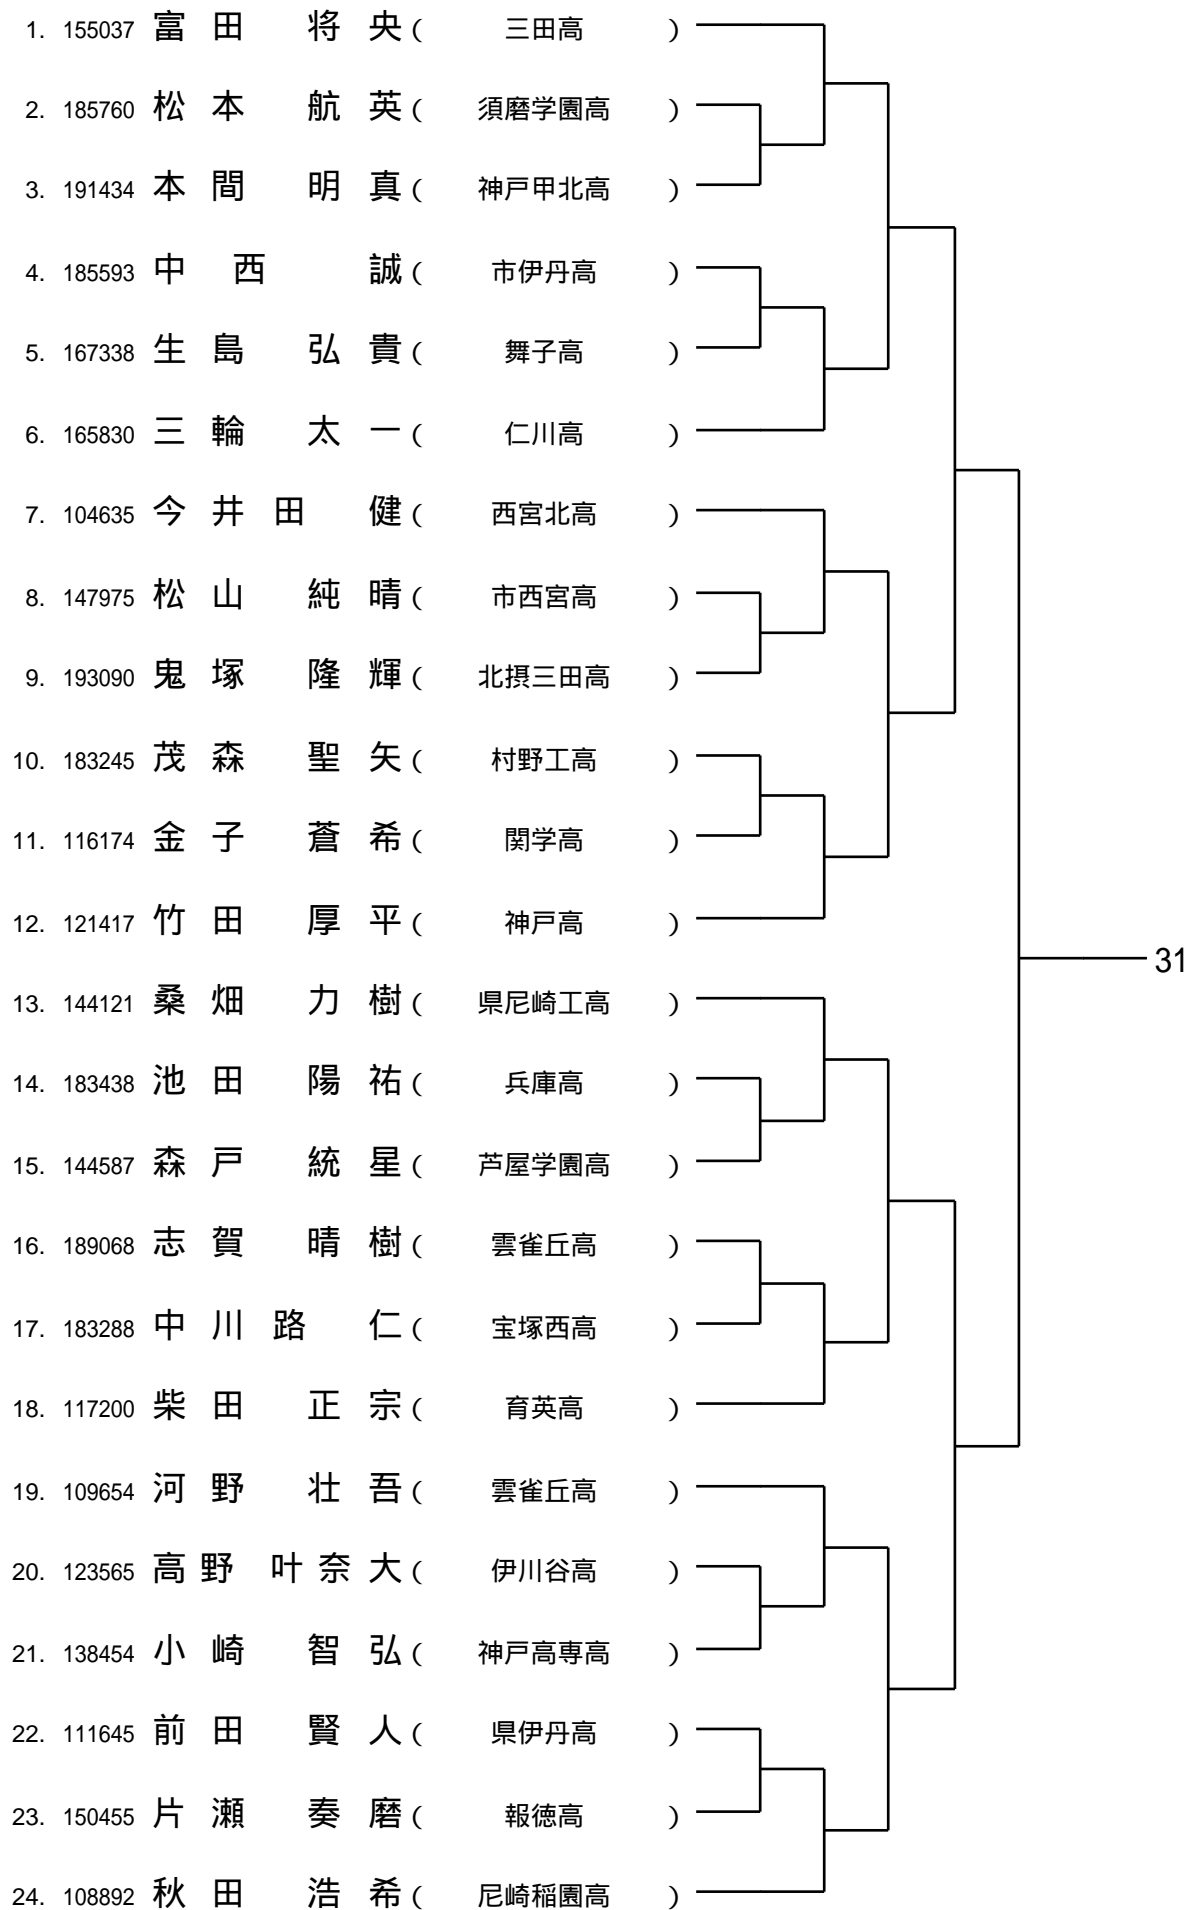 1. 155037 富田 将央 ( 三田高 )
2. 185760 松本 航英 ( 須磨学園高 )
3. 191434 本間 明真 ( 神戸甲北高 )
4. 185593 中西 誠 ( 市伊丹高 )
5. 167338 生島 弘貴 ( 舞子高 )
6. 165830 三輪 太一 ( 仁川高 )
7. 104635 今井田 健 ( 西宮北高 )
8. 147975 松山 純晴 ( 市西宮高 )
9. 193090 鬼塚 隆輝 ( 北摂三田高 )
10. 183245 茂森 聖矢 ( 村野工高 )
11. 116174 金子 蒼希 ( 関学高 )
12. 121417 竹田 厚平 ( 神戸高 )
31
13. 144121 桑畑 力樹 ( 県尼崎工高 )
14. 183438 池田 陽祐 ( 兵庫高 )
15. 144587 森戸 統星 ( 芦屋学園高 )
16. 189068 志賀 晴樹 ( 雲雀丘高 )
17. 183288 中川路 仁 ( 宝塚西高 )
18. 117200 柴田 正宗 ( 育英高 )
19. 109654 河野 壮吾 ( 雲雀丘高 )
20. 123565 高野 叶奈大 ( 伊川谷高 )
21. 138454 小崎 智弘 ( 神戸高専高 )
22. 111645 前田 賢人 ( 県伊丹高 )
23. 150455 片瀬 奏磨 ( 報徳高 )
24. 108892 秋田 浩希 ( 尼崎稲園高 )